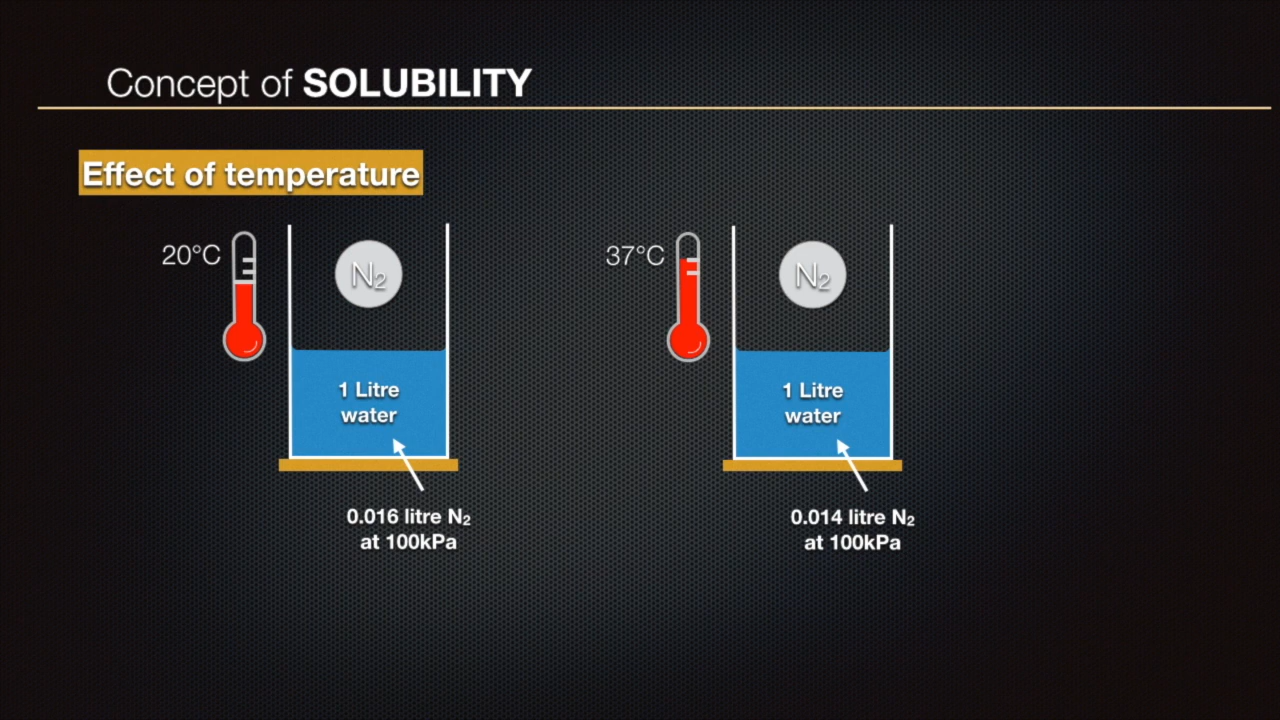 Concept of SOLUBILITY
Effect of temperature
20°C
N₂
1 Litre
water
0.016 litre N₂
at 100kPa
37°C
N₂
1 Litre
water
0.014 litre N₂
at 100kPa